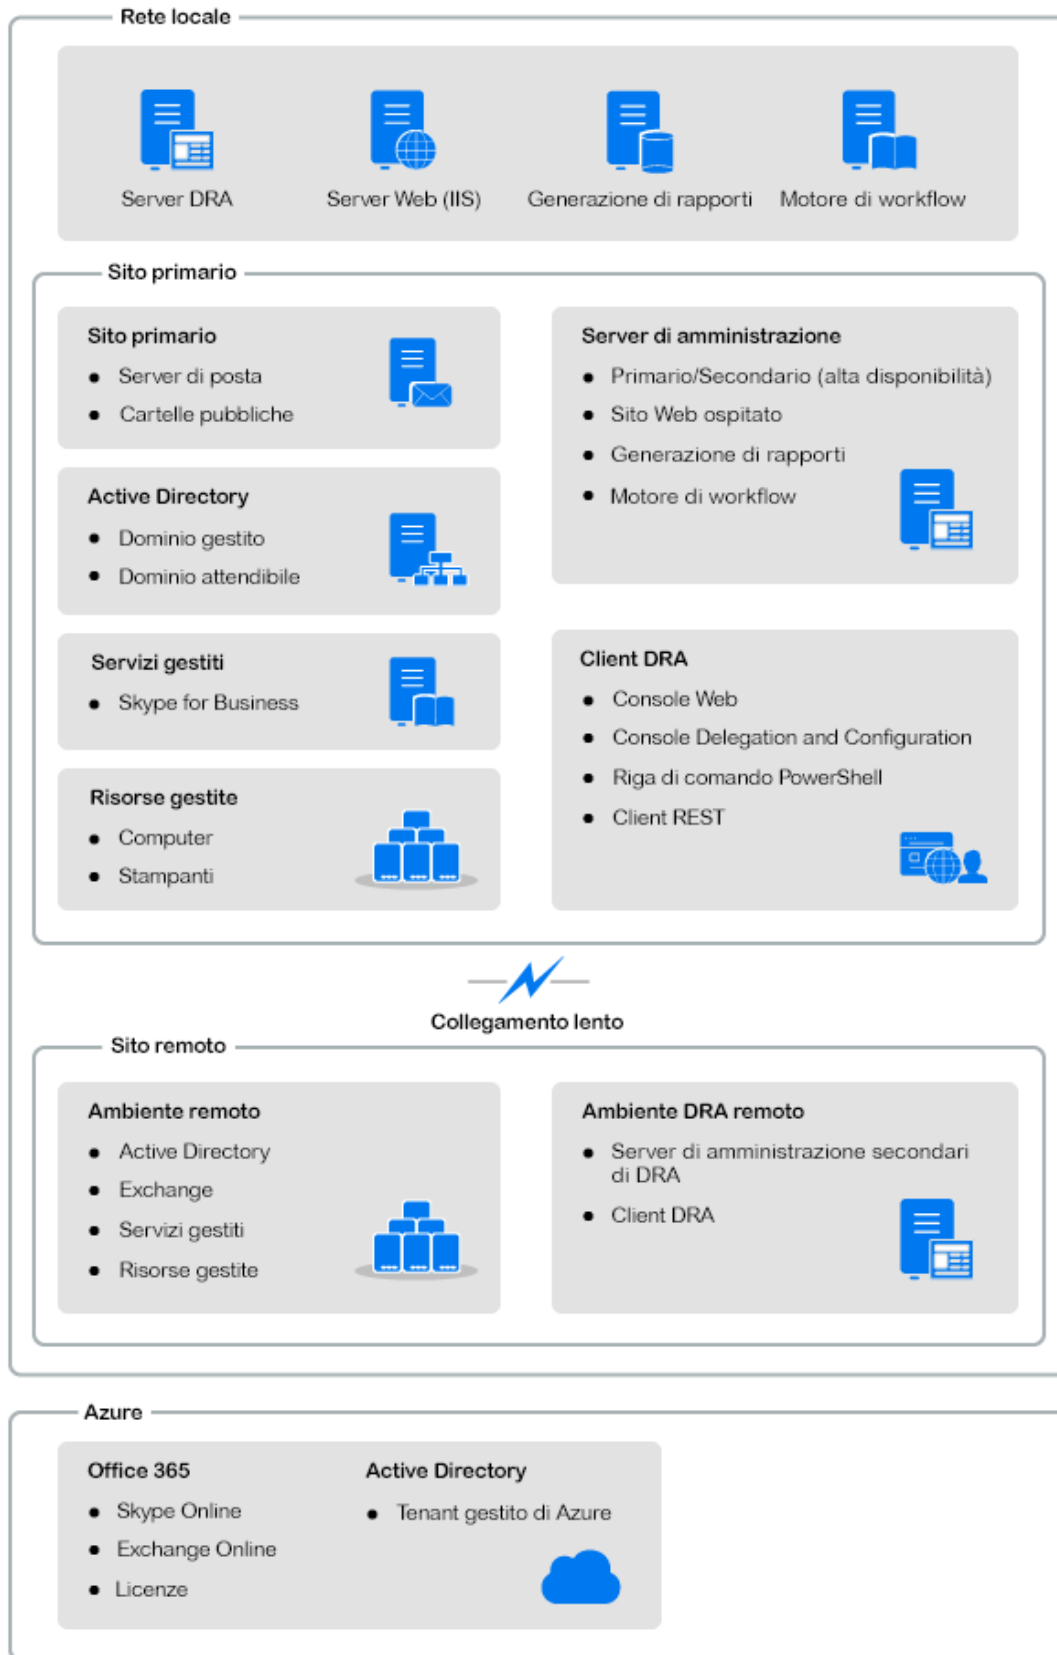 Rete locale
Server DRA
Server Web (IIS)
Generazione di rapporti
Motore di workflow
Sito primario
Sito primario
● Server di posta
● Cartelle pubbliche
Active Directory
● Dominio gestito
● Dominio attendibile
Servizi gestiti
● Skype for Business
Risorse gestite
● Computer
● Stampanti
Server di amministrazione
● Primario/Secondario (alta disponibilità)
● Sito Web ospitato
● Generazione di rapporti
● Motore di workflow
Client DRA
● Console Web
● Console Delegation and Configuration
● Riga di comando PowerShell
● Client REST
Collegamento lento
Sito remoto
Ambiente remoto
● Active Directory
● Exchange
● Servizi gestiti
● Risorse gestite
Ambiente DRA remoto
● Server di amministrazione secondari
di DRA
● Client DRA
Azure
Office 365
● Skype Online
● Exchange Online
● Licenze
Active Directory
● Tenant gestito di Azure